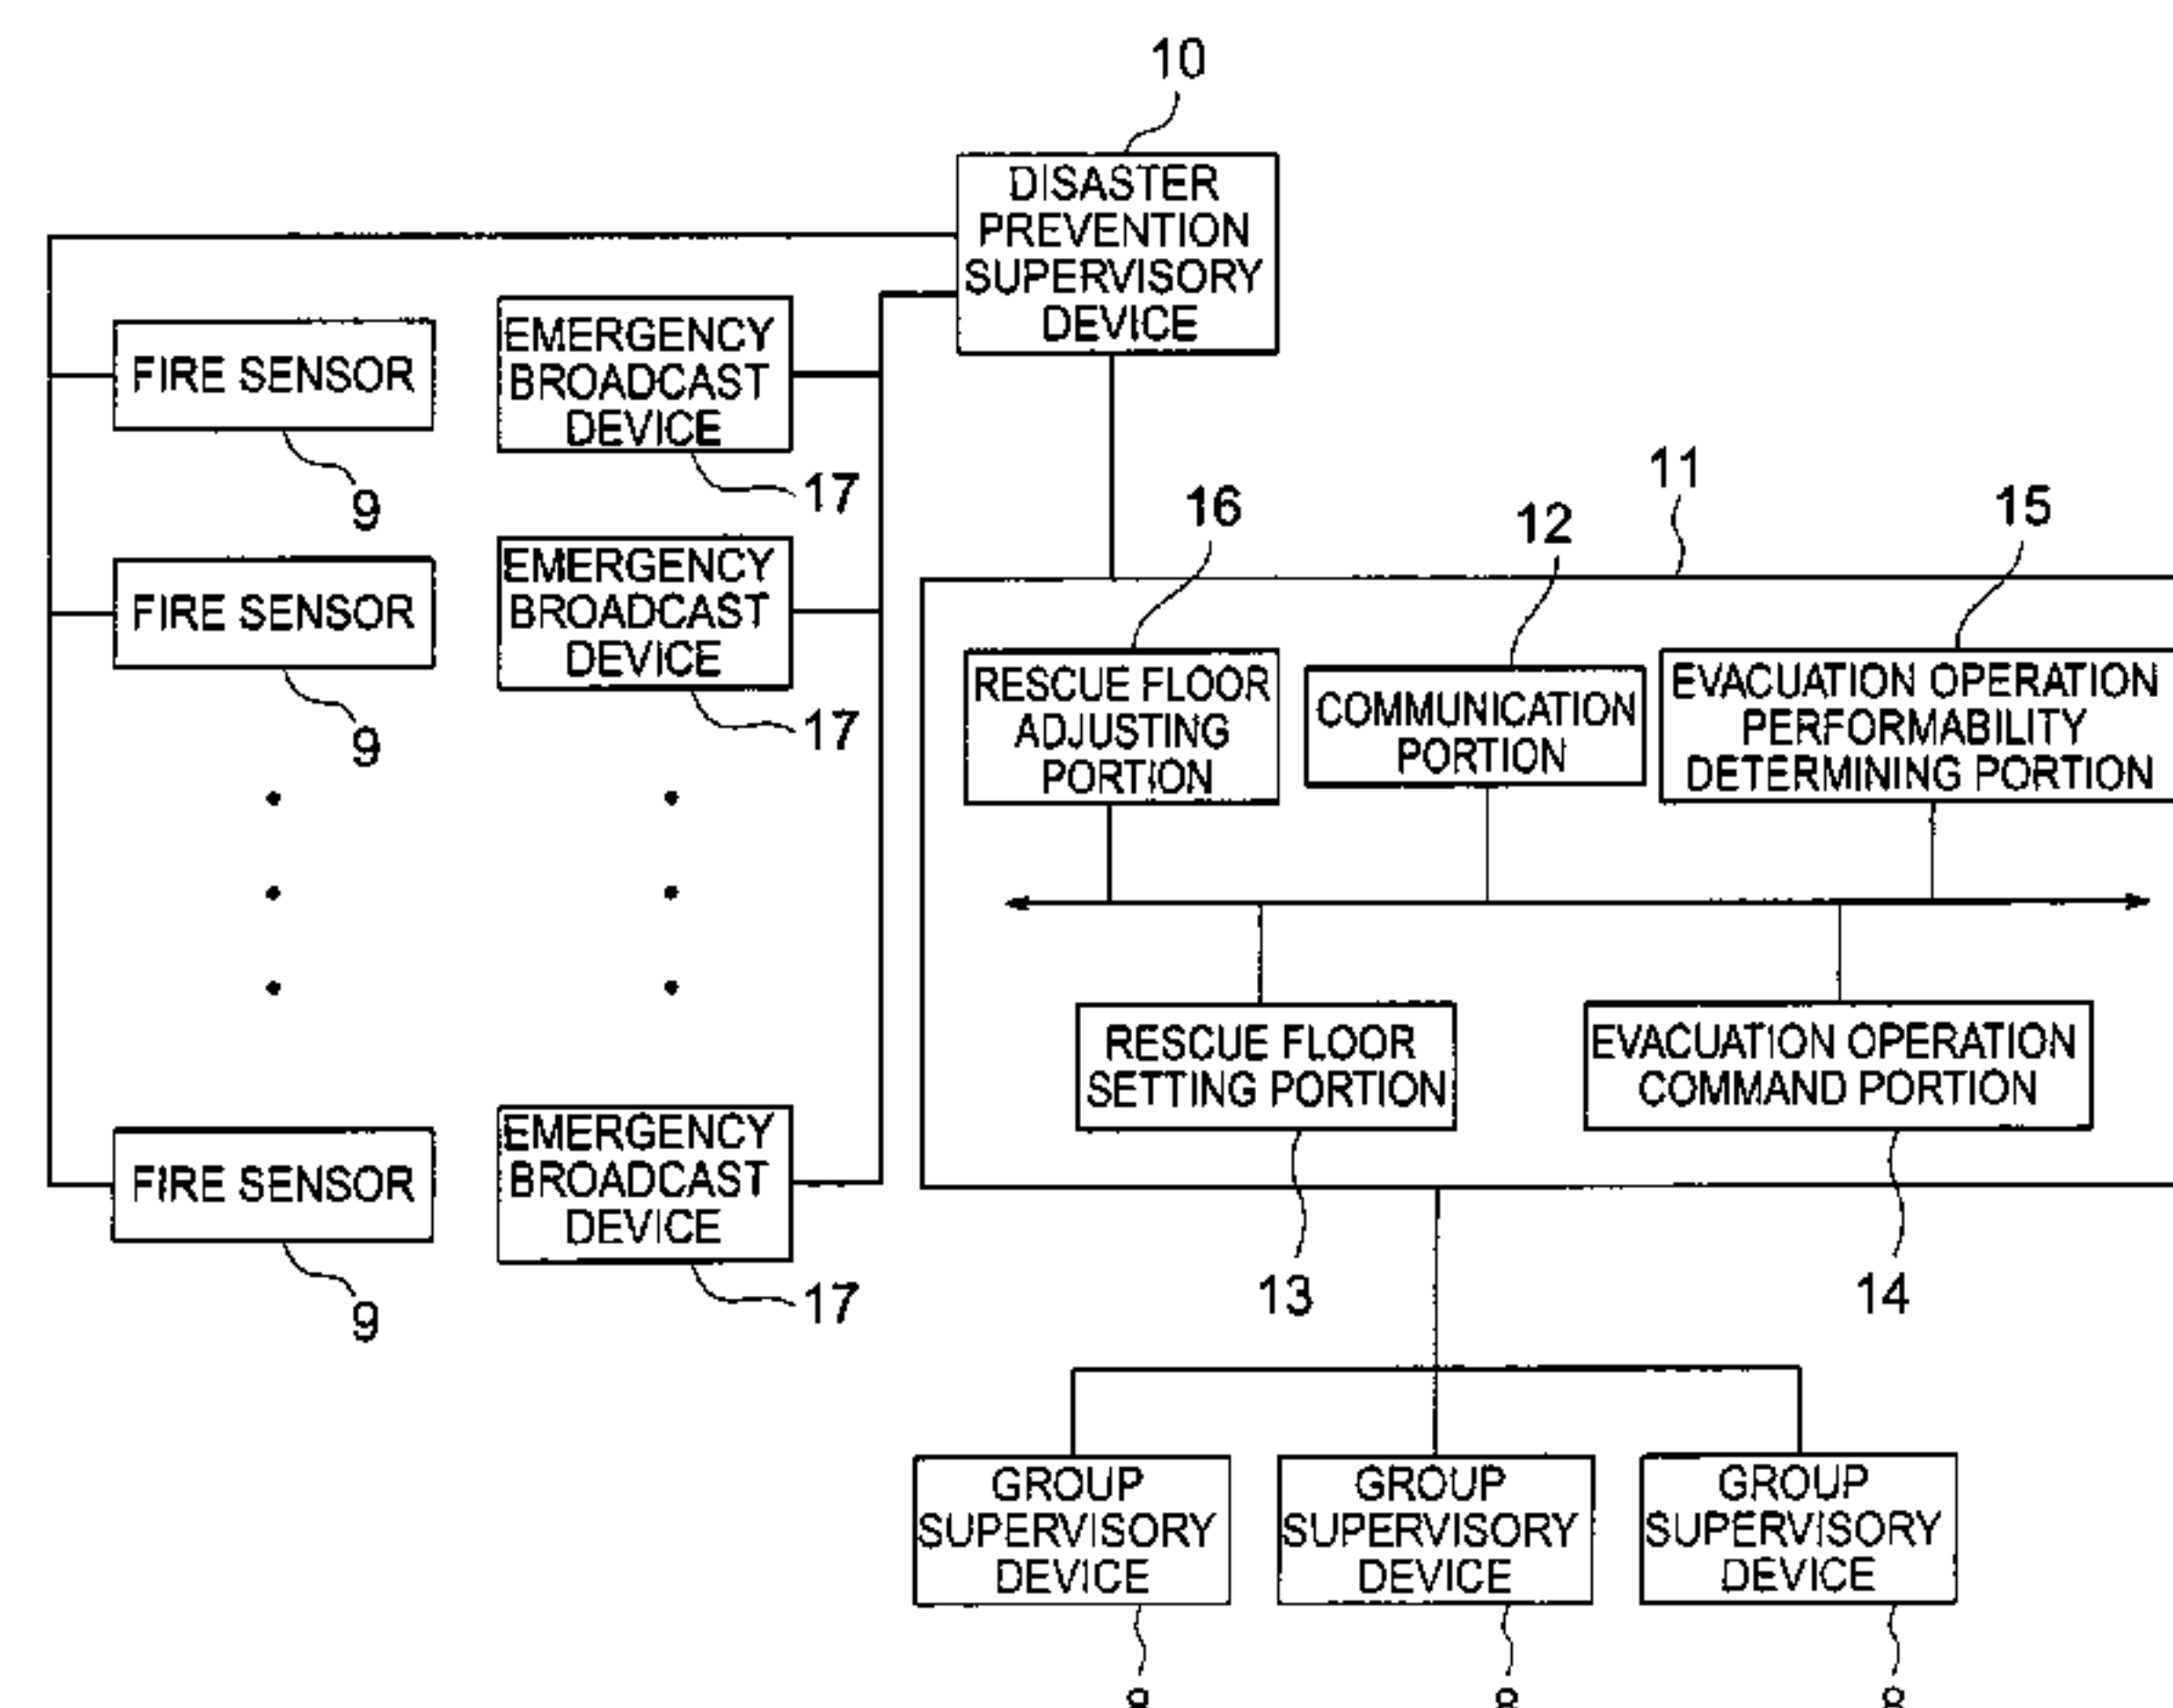 10
DISASTER
PREVENTION
SUPERVISORY
DEVICE
FIRE SENSOR
9
EMERGENCY
BROADCAST
DEVICE
17
FIRE SENSOR
9
EMERGENCY
BROADCAST
DEVICE
17
FIRE SENSOR
9
EMERGENCY
BROADCAST
DEVICE
17
11
16
12
15
RESCUE FLOOR
ADJUSTING
PORTION
COMMUNICATION
PORTION
EVACUATION OPERATION
PERFORMABILITY
DETERMINING PORTION
RESCUE FLOOR
SETTING PORTION
EVACUATION OPERATION
COMMAND PORTION
13
14
GROUP
SUPERVISORY
DEVICE
GROUP
SUPERVISORY
DEVICE
GROUP
SUPERVISORY
DEVICE
8
8
8